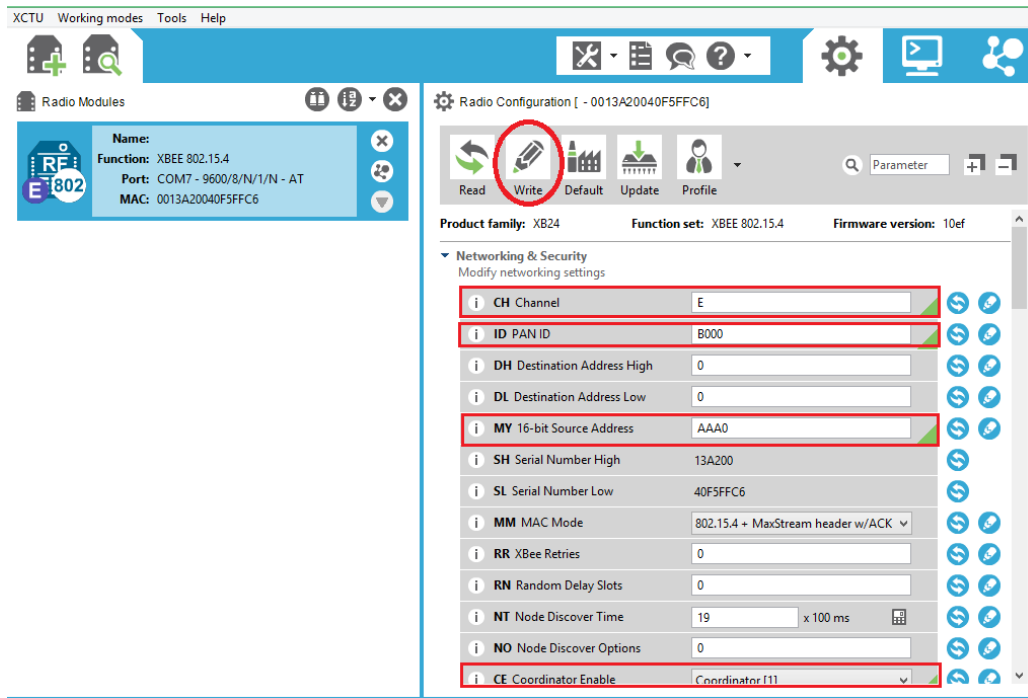 XCTU Working modes Tools Help
Radio Modules
Name:
Function: XBEE 802.15.4
Port: COM7 - 9600/8/N/1/N - AT
MAC: 0013A20040F5FFC6
RF
E 802
Radio Configuration [ - 0013A20040F5FFC6]
Read Write Default Update Profile
Parameter
Product family: XB24 Function set: XBEE 802.15.4 Firmware version: 10ef
Networking & Security
Modify networking settings
i CH Channel E
i ID PAN ID B000
i DH Destination Address High 0
i DL Destination Address Low 0
i MY 16-bit Source Address AAA0
i SH Serial Number High 13A200
i SL Serial Number Low 40F5FFC6
i MM MAC Mode 802.15.4 + MaxStream header w/ACK
i RR XBee Retries 0
i RN Random Delay Slots 0
i NT Node Discover Time 19 x 100 ms
i NO Node Discover Options 0
i CE Coordinator Enable Coordinator [1]